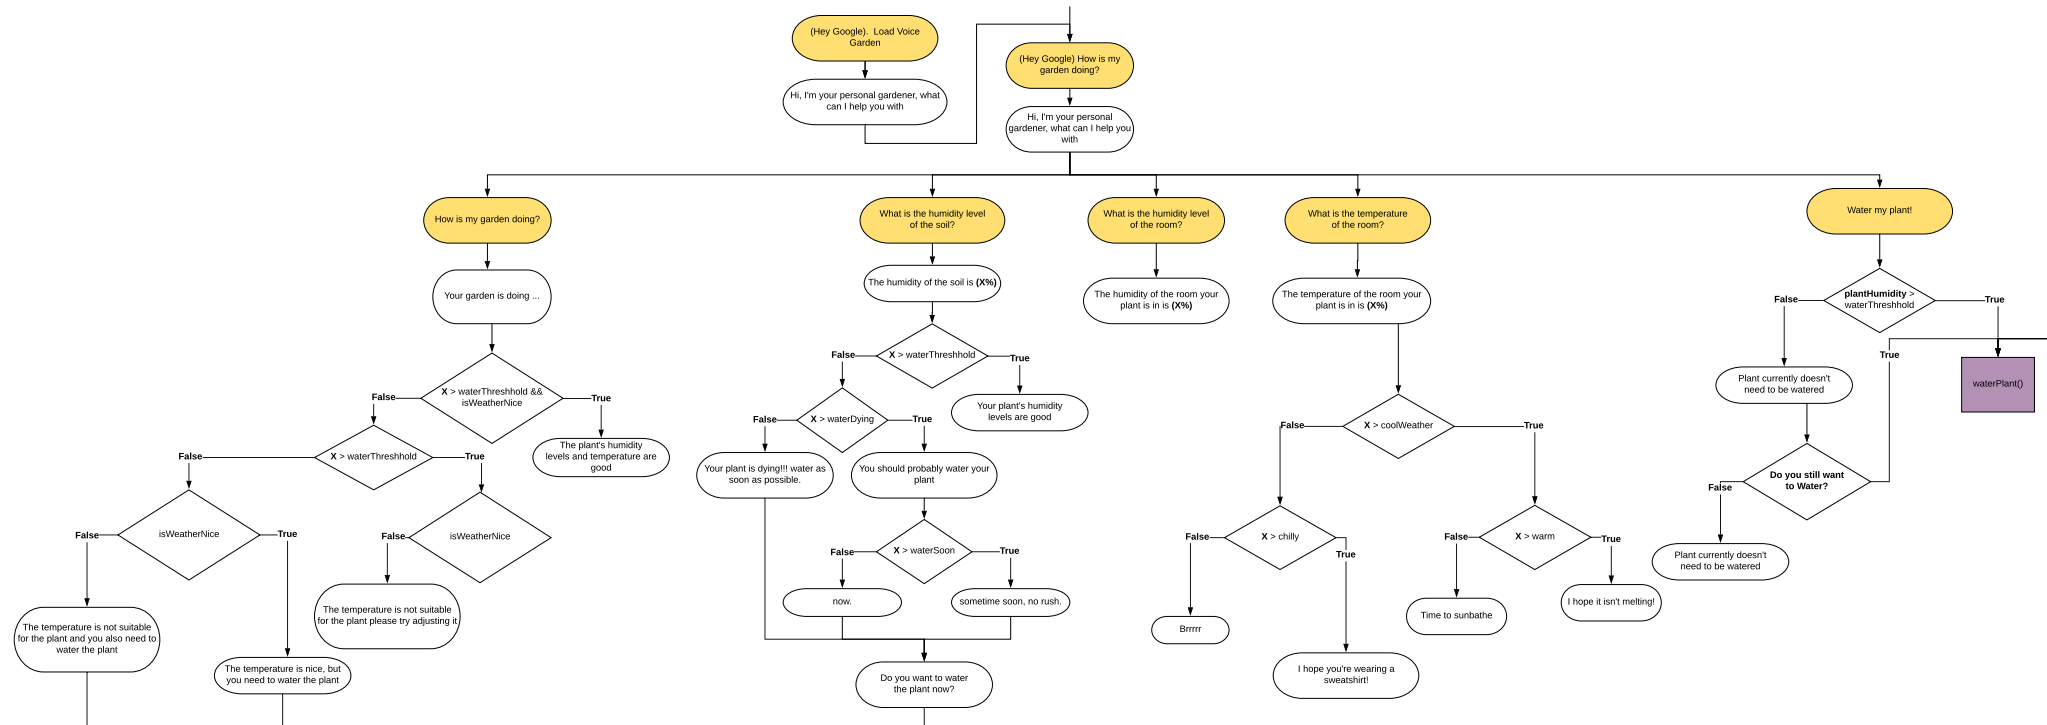 (Hey Google).  Load Voice
Garden
(Hey Google) How is my
garden doing?
Hi, I'm your personal gardener, what
can I help you with
Hi, I'm your personal
gardener, what can I help you
with
How is my garden doing?
What is the humidity level
of the soil?
What is the humidity level
of the room?
What is the temperature
of the room?
Water my plant!
Your garden is doing ...
The humidity of the soil is (X%)
The humidity of the room your
plant is in is (X%)
The temperature of the room your
plant is in is (X%)
plantHumidity >
waterThreshhold
False
True
X > waterThreshhold &&
isWeatherNice
False
True
X > waterThreshhold
False
True
The plant's humidity
levels and temperature are
good
isWeatherNice
False
True
isWeatherNice
False
The temperature is not suitable
for the plant and you also need to
water the plant
The temperature is nice, but
you need to water the plant
The temperature is not suitable
for the plant please try adjusting it
X > waterThreshhold
False
True
Your plant's humidity
levels are good
X > waterDying
False
True
Your plant is dying!!! water as
soon as possible.
You should probably water your
plant
X > waterSoon
False
True
now.
sometime soon, no rush.
Do you want to water
the plant now?
X > coolWeather
False
True
X > chilly
False
True
Brrrrr
I hope you're wearing a
sweatshirt!
X > warm
False
True
Time to sunbathe
I hope it isn't melting!
Plant currently doesn't
need to be watered
True
waterPlant()
Do you still want
to Water?
False
Plant currently doesn't
need to be watered